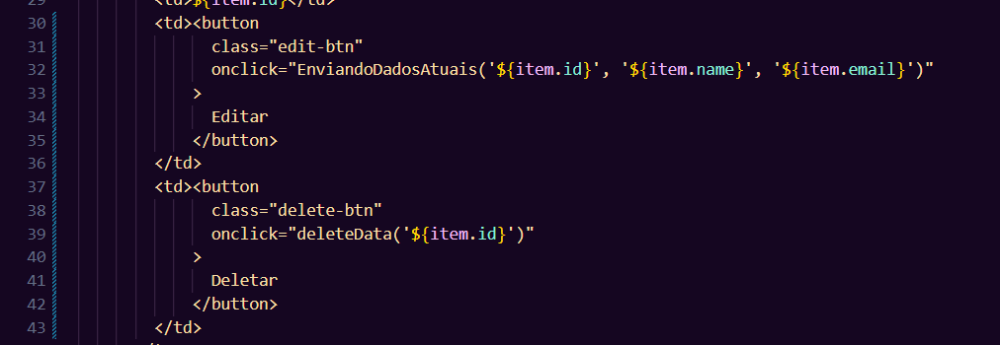 29 <td>${item.id}</td>
30 <td><button
31 class="edit-btn"
32 onclick="EnviandoDadosAtuais('${item.id}', '${item.name}', '${item.email}')"
33 >
34 Editar
35 </button>
36 </td>
37 <td><button
38 class="delete-btn"
39 onclick="deleteData('${item.id}')"
40 >
41 Deletar
42 </button>
43 </td>